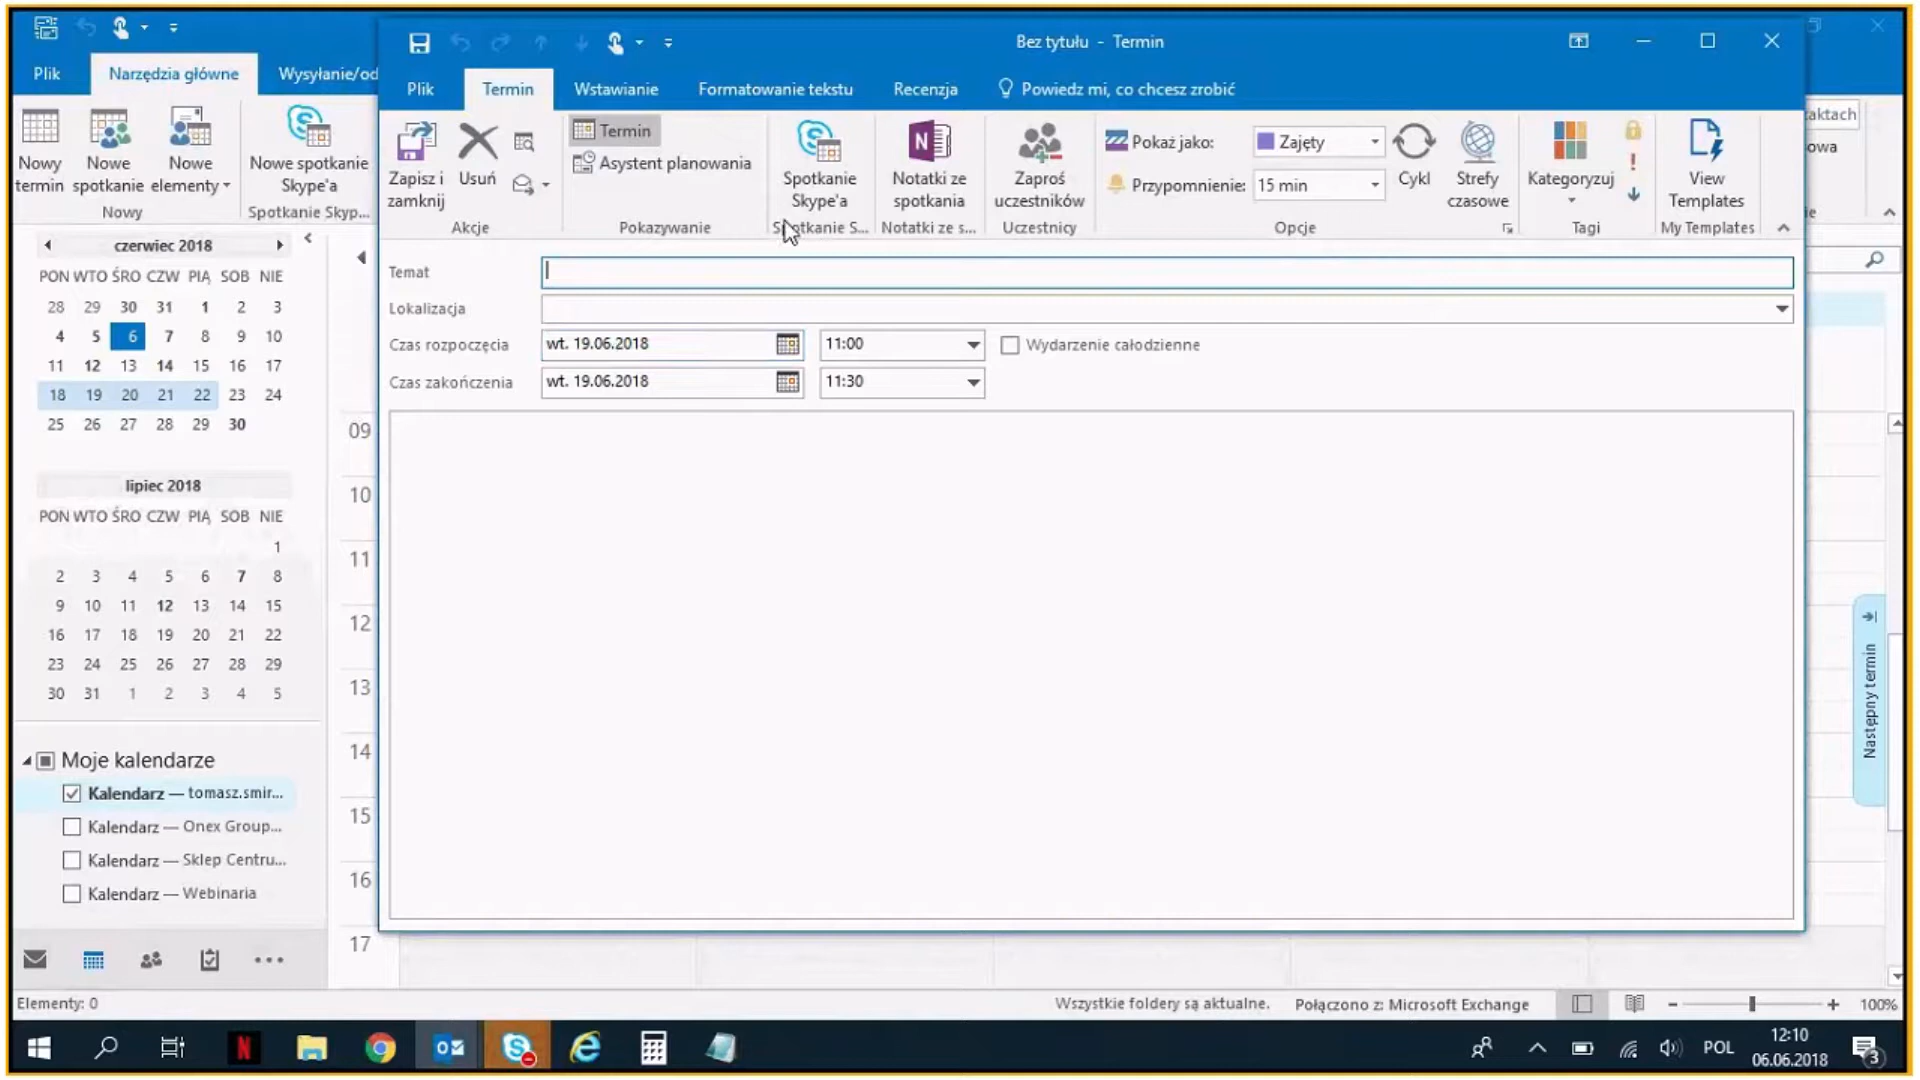 Bez tytułu - Termin
Plik
Narzędzia główne
Wysyłanie/od
Plik
Termin
Wstawianie
Formatowanie tekstu
Recenzja
Powiedz mi, co chcesz zrobić
Nowy termin
Nowe spotkanie
Nowe elementy
Nowy
Nowe spotkanie Skype'a
Spotkanie Skyp...
Zapisz i zamknij
Usuń
Akcje
Termin
Asystent planowania
Pokazywanie
Spotkanie Skype'a
Spotkanie S...
Notatki ze spotkania
Notatki ze s...
Zaproś uczestników
Uczestnicy
Pokaż jako:
Zajęty
Przypomnienie:
15 min
Cykl
Strefy czasowe
Opcje
Kategoryzuj
Tagi
View Templates
My Templates
Temat
Lokalizacja
Czas rozpoczęcia
wt. 19.06.2018
11:00
Wydarzenie całodzienne
Czas zakończenia
wt. 19.06.2018
11:30
czerwiec 2018
PON WTO ŚRO CZW PIĄ SOB NIE
28 29 30 31 1 2 3
4 5 6 7 8 9 10
11 12 13 14 15 16 17
18 19 20 21 22 23 24
25 26 27 28 29 30
lipiec 2018
PON WTO ŚRO CZW PIĄ SOB NIE
1
2 3 4 5 6 7 8
9 10 11 12 13 14 15
16 17 18 19 20 21 22
23 24 25 26 27 28 29
30 31 1 2 3 4 5
Moje kalendarze
Kalendarz — tomasz.smir...
Kalendarz — Onex Group...
Kalendarz — Sklep Centru...
Kalendarz — Webinaria
09
10
11
12
13
14
15
16
17
Następny termin
Elementy: 0
Wszystkie foldery są aktualne.
Połączono z: Microsoft Exchange
100%
POL
12:10
06.06.2018
3